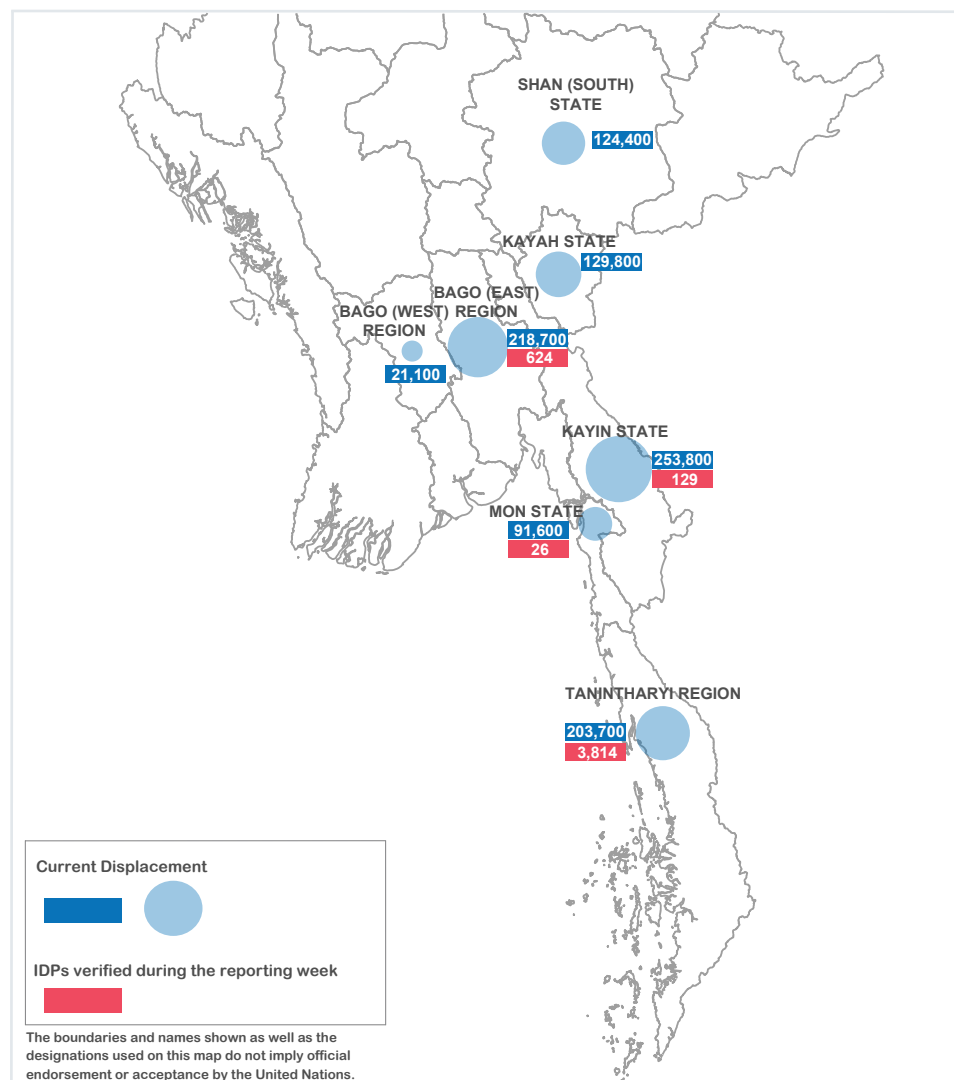 SHAN (SOUTH)
STATE
124,400
KAYAH STATE
129,800
BAGO (EAST)
REGION
218,700
624
BAGO (WEST)
REGION
21,100
KAYIN STATE
253,800
129
MON STATE
91,600
26
TANINTHARYI REGION
203,700
3,814
Current Displacement
IDPs verified during the reporting week
The boundaries and names shown as well as the
designations used on this map do not imply official
endorsement or acceptance by the United Nations.